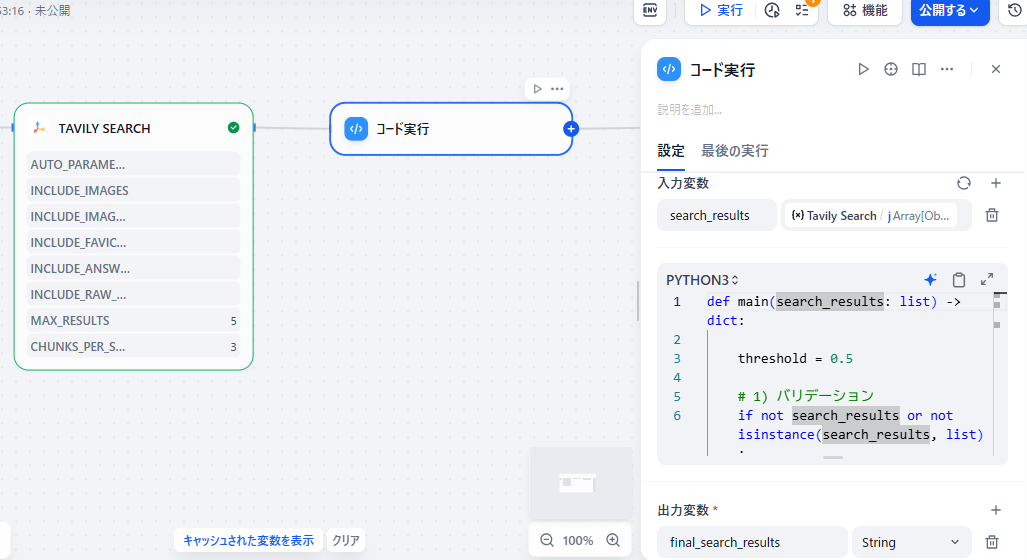 53:16 · 未公開
ENV
実行
機能
公開する
TAVILY SEARCH
AUTO_PARAME...
INCLUDE_IMAGES
INCLUDE_IMAG...
INCLUDE_FAVIC...
INCLUDE_ANSW...
INCLUDE_RAW_...
MAX_RESULTS 5
CHUNKS_PER_S... 3
コード実行
キャッシュされた変数を表示 クリア
100%
コード実行
説明を追加...
設定 最後の実行
入力変数
search_results {x} Tavily Search / j Array[Ob...
PYTHON3
1 def main(search_results: list) ->
dict:
2
3 threshold = 0.5
4
5 # 1) バリデーション
6 if not search_results or not
isinstance(search_results, list)
:
出力変数 *
final_search_results String